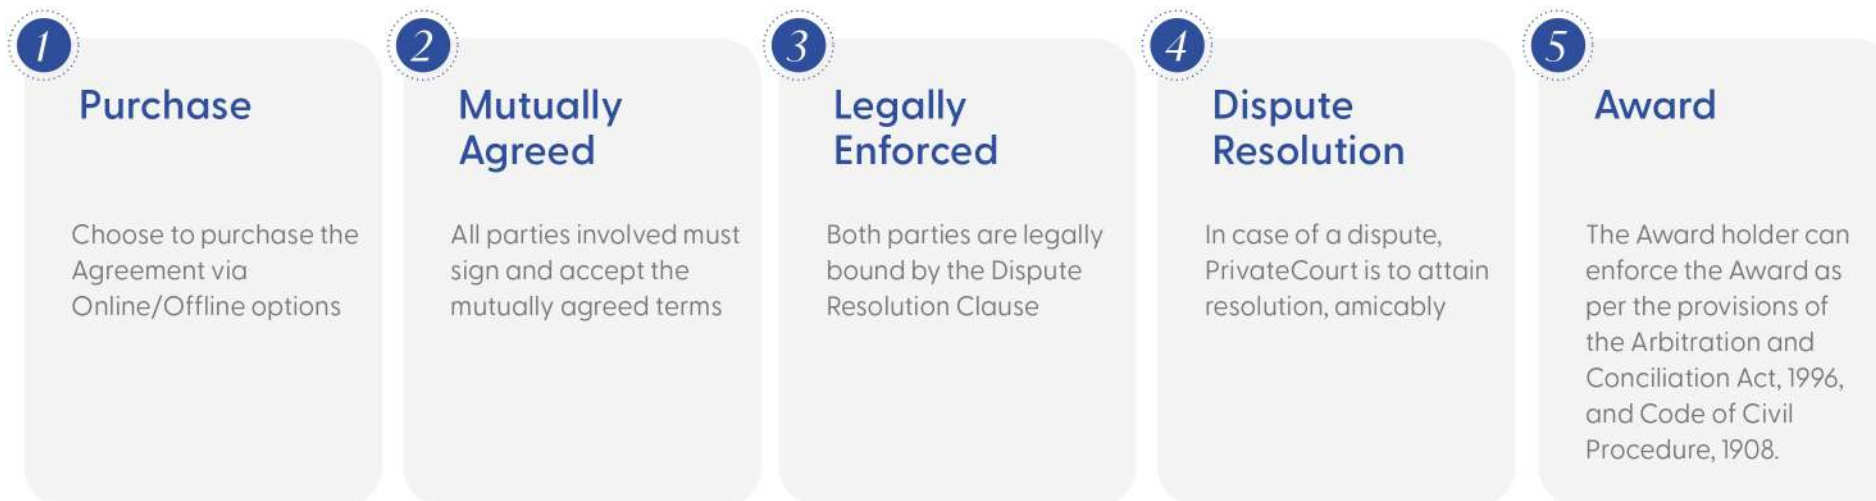 1
Purchase
Choose to purchase the
Agreement via
Online/Offline options
2
Mutually
Agreed
All parties involved must
sign and accept the
mutually agreed terms
3
Legally
Enforced
Both parties are legally
bound by the Dispute
Resolution Clause
4
Dispute
Resolution
In case of a dispute,
PrivateCourt is to attain
resolution, amicably
5
Award
The Award holder can
enforce the Award as
per the provisions of
the Arbitration and
Conciliation Act, 1996,
and Code of Civil
Procedure, 1908.